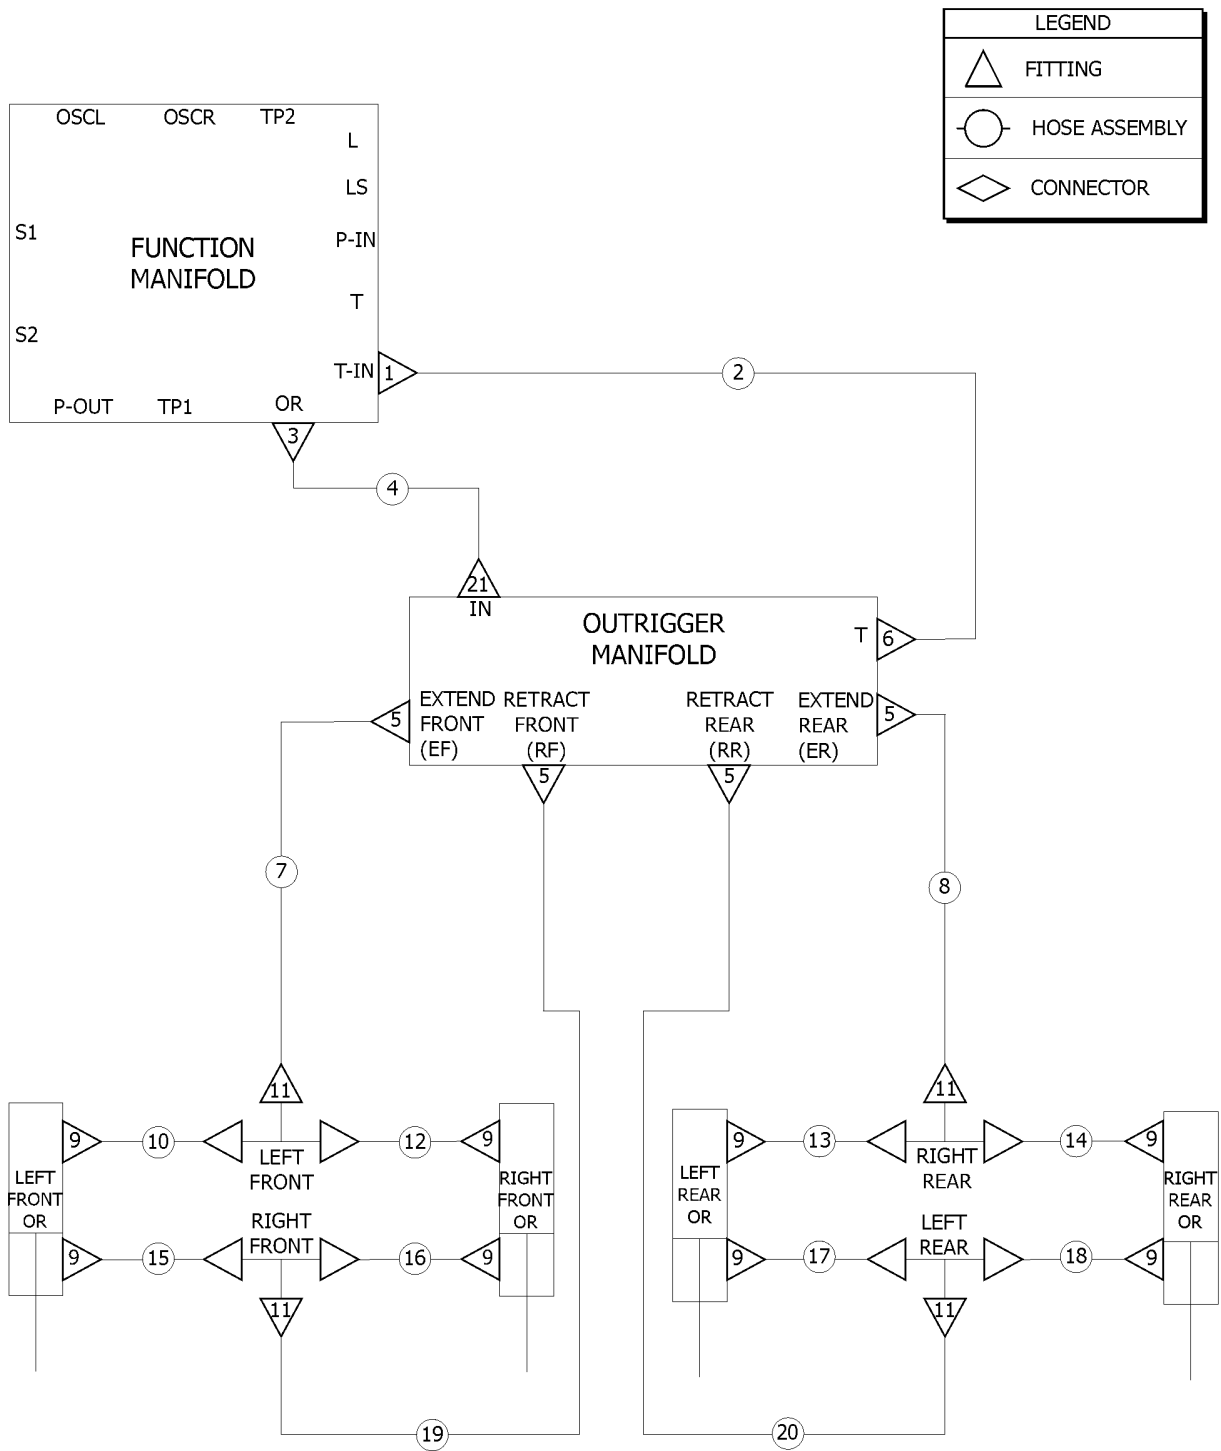 LEGEND
FITTING
HOSE ASSEMBLY
CONNECTOR
OSCL OSCR TP2
L
LS
S1 P-IN
FUNCTION
MANIFOLD
T
S2
T-IN 1 2
P-OUT TP1 OR
3
4
21
IN
OUTRIGGER
MANIFOLD
T 6
5 EXTEND
FRONT
(EF)
RETRACT
FRONT
(RF)
RETRACT
REAR
(RR)
EXTEND
REAR
(ER)
5
5 5
7 8
11 11
9 10 12 9 9 13 14 9
LEFT
FRONT
RIGHT
REAR
LEFT
FRONT
OR
RIGHT
FRONT
OR
LEFT
REAR
OR
RIGHT
REAR
OR
RIGHT
FRONT
LEFT
REAR
9 15 16 9 9 17 18 9
11 11
19 20